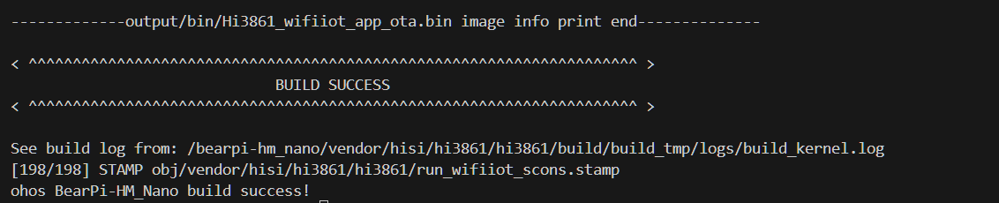 -------------output/bin/Hi3861_wifiiot_app_ota.bin image info print end--------------
< ^^^^^^^^^^^^^^^^^^^^^^^^^^^^^^^^^^^^^^^^^^^^^^^^^^^^^^^^^^^^^^^^^^^^^ >
BUILD SUCCESS
< ^^^^^^^^^^^^^^^^^^^^^^^^^^^^^^^^^^^^^^^^^^^^^^^^^^^^^^^^^^^^^^^^^^^^^ >
See build log from: /bearpi-hm_nano/vendor/hisi/hi3861/hi3861/build/build_tmp/logs/build_kernel.log
[198/198] STAMP obj/vendor/hisi/hi3861/hi3861/run_wifiiot_scons.stamp
ohos BearPi-HM_Nano build success!